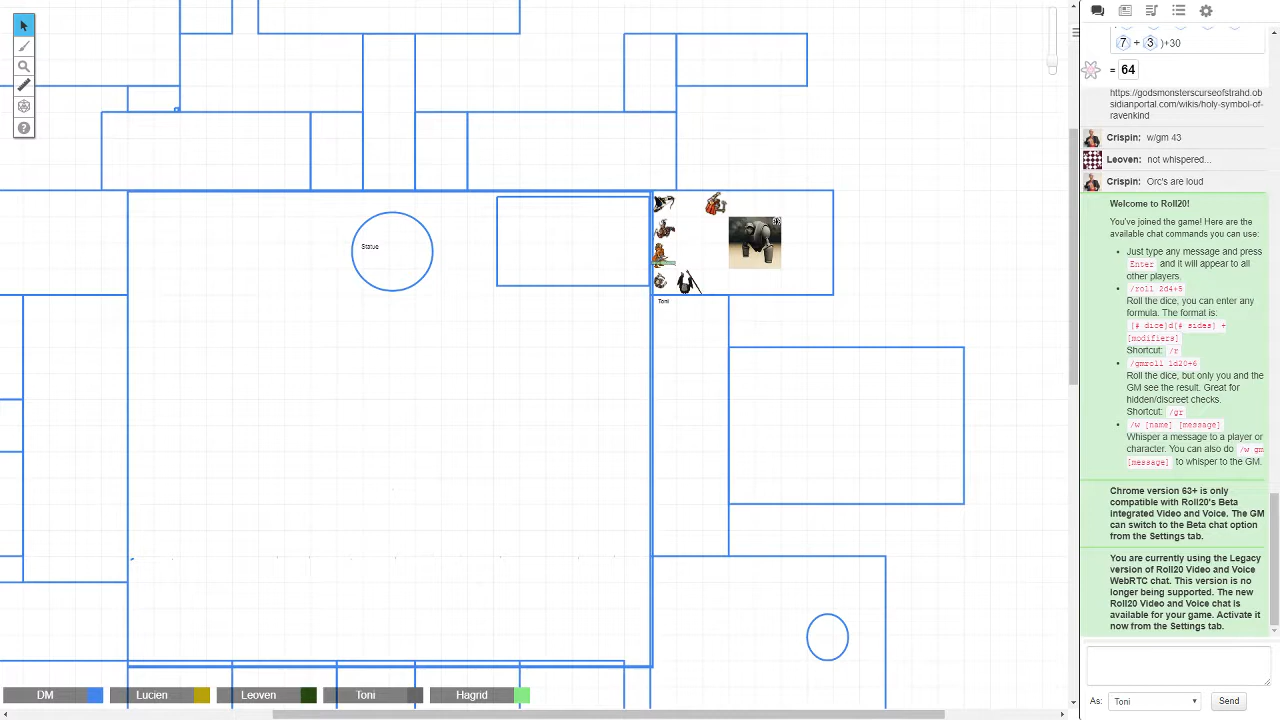 7 + 3 )+30
= 64
https://godsmonsterscurseofstrahd.ob
sidianportal.com/wikis/holy-symbol-of-
ravenkind
Crispin: w/gm 43
Leoven: not whispered...
Crispin: Orc's are loud
Welcome to Roll20!
You've joined the game! Here are the
available chat commands you can use:
Just type any message and press
Enter and it will appear to all
other players.
/roll 2d4+5
Roll the dice, you can enter any
formula. The format is:
[# dice]d[# sides] +
[modifiers]
Shortcut: /r
/gmroll 1d20+6
Roll the dice, but only you and the
GM see the result. Great for
hidden/discreet checks.
Shortcut: /gr
/w [name] [message]
Whisper a message to a player or
character. You can also do /w gm
[message] to whisper to the GM.
Chrome version 63+ is only
compatible with Roll20's Beta
integrated Video and Voice. The GM
can switch to the Beta chat option
from the Settings tab.
You are currently using the Legacy
version of Roll20 Video and Voice
WebRTC chat. This version is no
longer being supported. The new
Roll20 Video and Voice chat is
available for your game. Activate it
now from the Settings tab.
As: Toni Send
Statue
Toni
DM Lucien Leoven Toni Hagrid